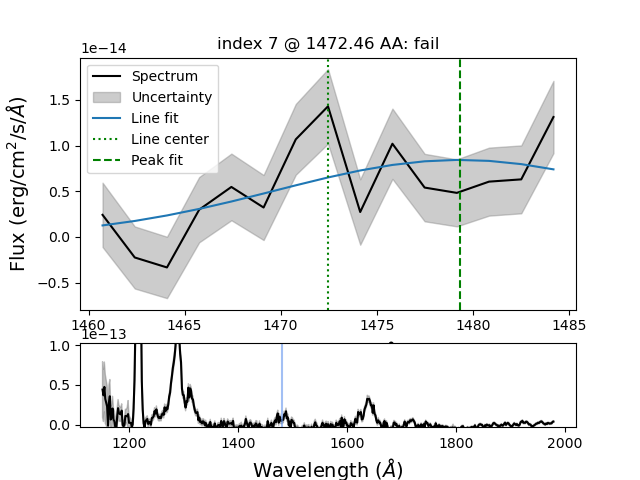 index 7 @ 1472.46 AA: fail
1e−14
Spectrum
Uncertainty
Line fit
Line center
Peak fit
1.5
1.0
0.5
0.0
−0.5
Flux (erg/cm²/s/Å)
1460 1465 1470 1475 1480 1485
1e−13
1.0
0.5
0.0
1200 1400 1600 1800 2000
Wavelength (Å)